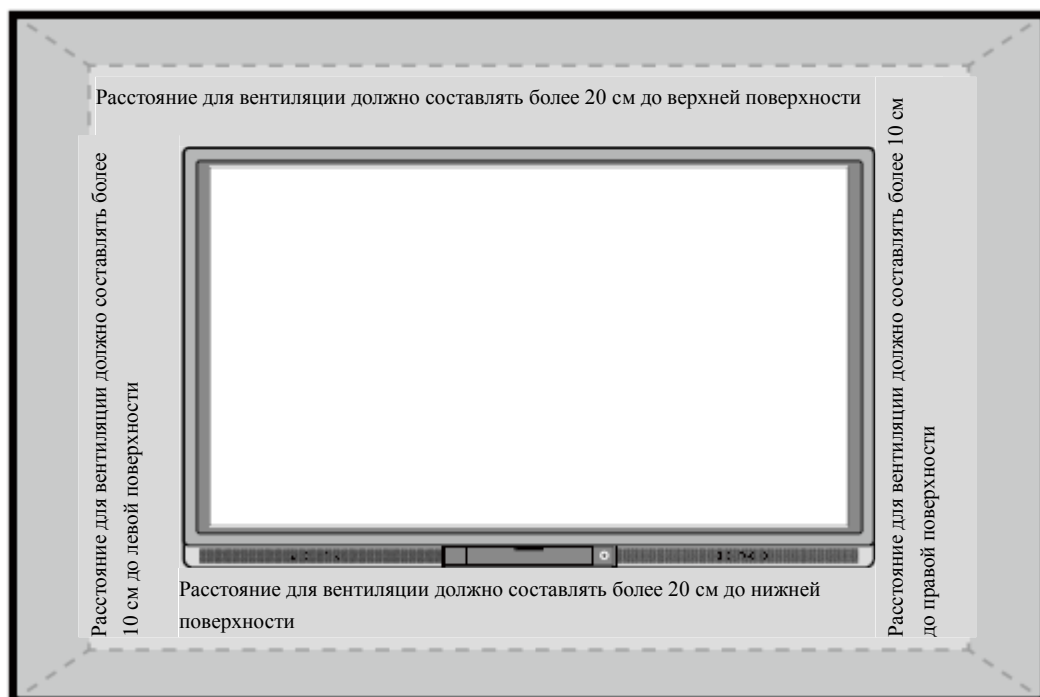 Расстояние для вентиляции должно составлять более 20 см до верхней поверхности
Расстояние для вентиляции должно составлять более
10 см до левой поверхности
Расстояние для вентиляции должно составлять более 10 см
до правой поверхности
Расстояние для вентиляции должно составлять более 20 см до нижней
поверхности